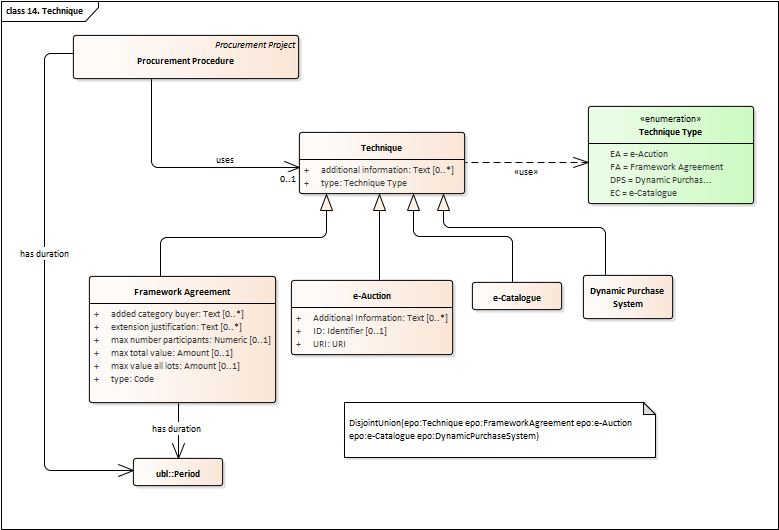 class 14. Technique
Procurement Project
Procurement Procedure
«enumeration»
Technique Type
EA = e-Acution
FA = Framework Agreement
DPS = Dynamic Purchas...
EC = e-Catalogue
Technique
+ additional information: Text [0..*]
+ type: Technique Type
uses
0..1
«use»
has duration
Framework Agreement
+ added category buyer: Text [0..*]
+ extension justification: Text [0..*]
+ max number participants: Numeric [0..1]
+ max total value: Amount [0..1]
+ max value all lots: Amount [0..1]
+ type: Code
e-Auction
+ Additional Information: Text [0..*]
+ ID: Identifier [0..1]
+ URI: URI
e-Catalogue
Dynamic Purchase
System
has duration
DisjointUnion(epo:Technique epo:FrameworkAgreement epo:e-Auction
epo:e-Catalogue epo:DynamicPurchaseSystem)
ubl::Period